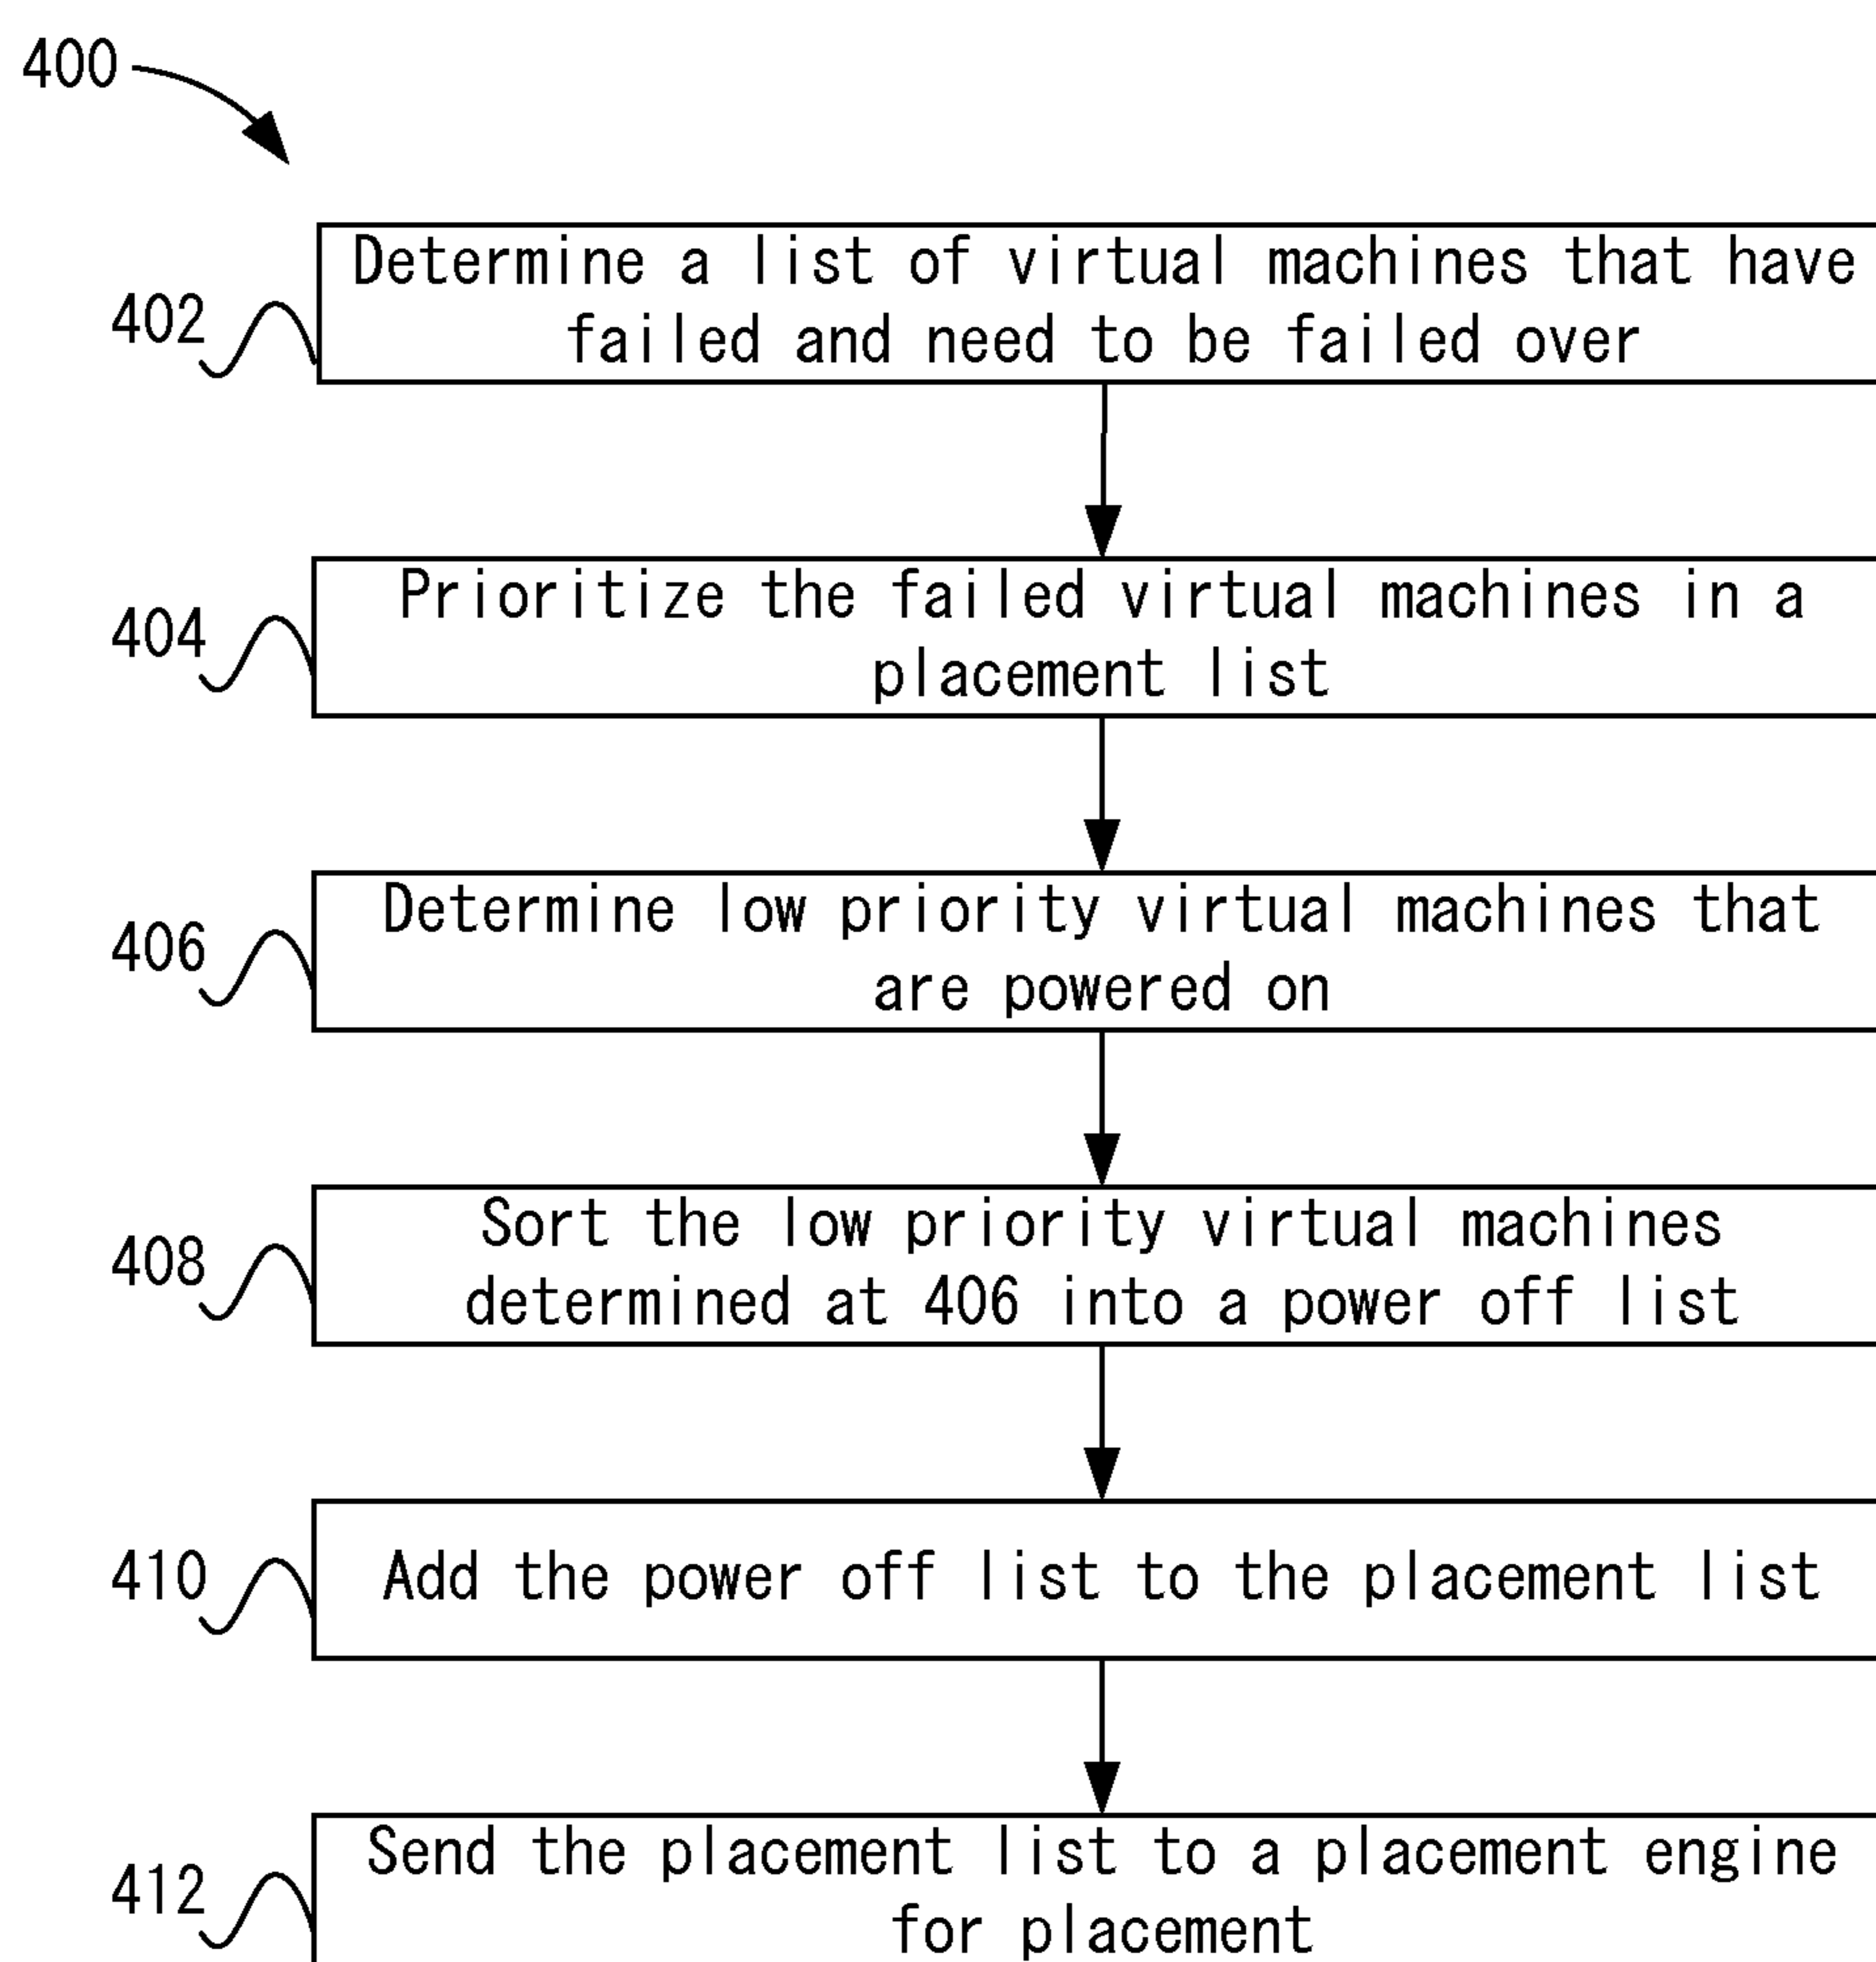 400
402
Determine a list of virtual machines that have
failed and need to be failed over
404
Prioritize the failed virtual machines in a
placement list
406
Determine low priority virtual machines that
are powered on
408
Sort the low priority virtual machines
determined at 406 into a power off list
410
Add the power off list to the placement list
412
Send the placement list to a placement engine
for placement